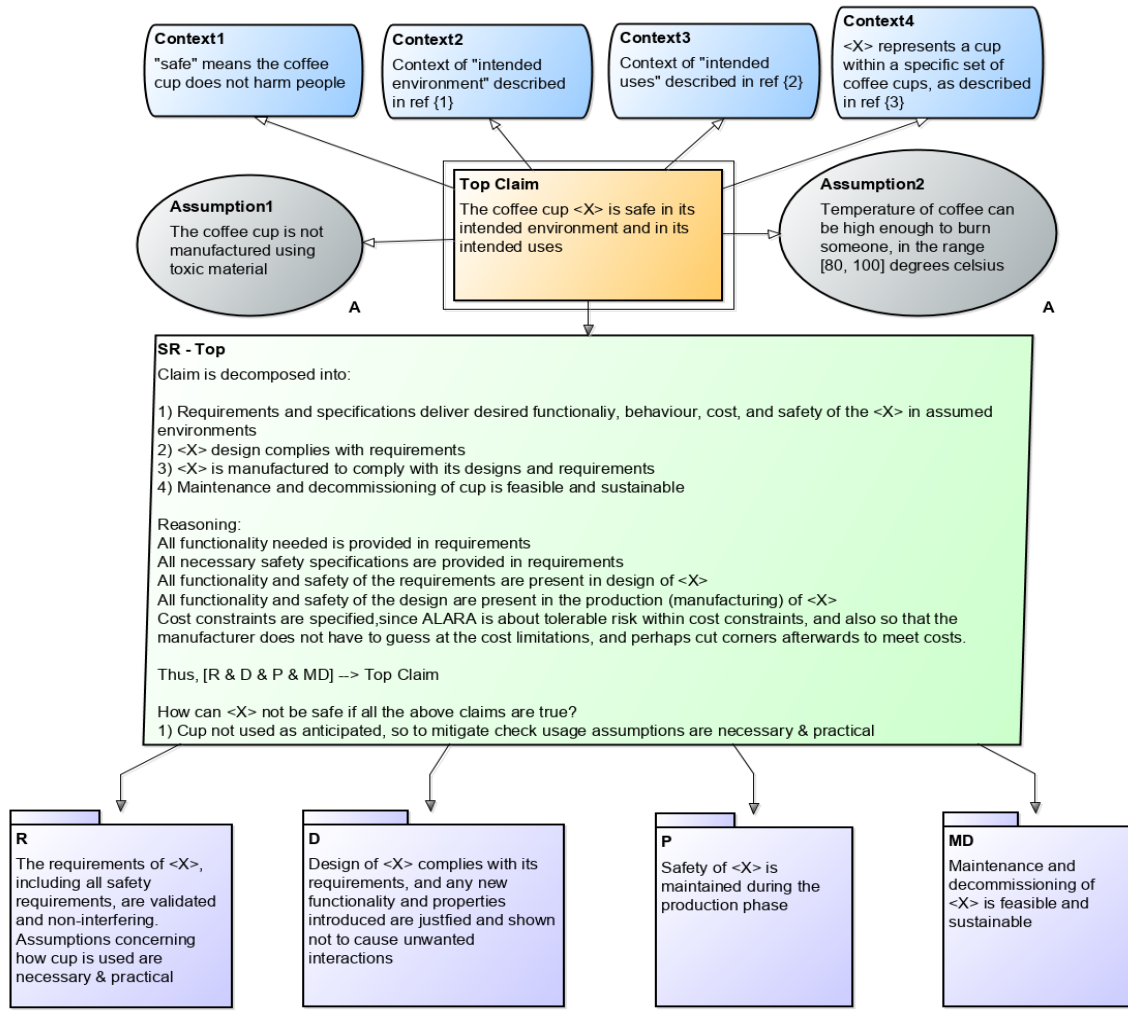 Context1
"safe" means the coffee
cup does not harm people
Context2
Context of "intended
environment" described
in ref {1}
Context3
Context of "intended
uses" described in ref {2}
Context4
<X> represents a cup
within a specific set of
coffee cups, as described
in ref {3}
Assumption1
The coffee cup is not
manufactured using
toxic material
A
Top Claim
The coffee cup <X> is safe in its
intended environment and in its
intended uses
Assumption2
Temperature of coffee can
be high enough to burn
someone, in the range
[80, 100] degrees celsius
A
SR - Top
Claim is decomposed into:
1) Requirements and specifications deliver desired functionaliy, behaviour, cost, and safety of the <X> in assumed
environments
2) <X> design complies with requirements
3) <X> is manufactured to comply with its designs and requirements
4) Maintenance and decommissioning of cup is feasible and sustainable
Reasoning:
All functionality needed is provided in requirements
All necessary safety specifications are provided in requirements
All functionality and safety of the requirements are present in design of <X>
All functionality and safety of the design are present in the production (manufacturing) of <X>
Cost constraints are specified,since ALARA is about tolerable risk within cost constraints, and also so that the
manufacturer does not have to guess at the cost limitations, and perhaps cut corners afterwards to meet costs.
Thus, [R & D & P & MD] --> Top Claim
How can <X> not be safe if all the above claims are true?
1) Cup not used as anticipated, so to mitigate check usage assumptions are necessary & practical
R
The requirements of <X>,
including all safety
requirements, are validated
and non-interfering.
Assumptions concerning
how cup is used are
necessary & practical
D
Design of <X> complies with its
requirements, and any new
functionality and properties
introduced are justfied and shown
not to cause unwanted
interactions
P
Safety of <X> is
maintained during the
production phase
MD
Maintenance and
decommissioning of
<X> is feasible and
sustainable